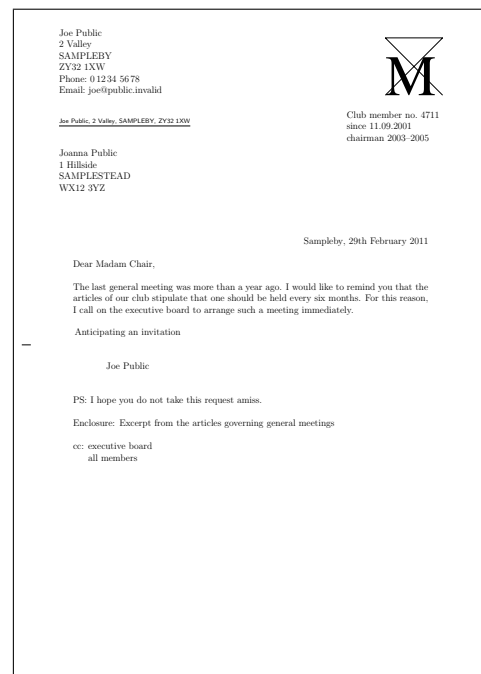 Joe Public
2 Valley
SAMPLEBY
ZY32 1XW
Phone: 0 12 34 56 78
Email: joe@public.invalid
M
Joe Public, 2 Valley, SAMPLEBY, ZY32 1XW
Club member no. 4711
since 11.09.2001
chairman 2003–2005
Joanna Public
1 Hillside
SAMPLESTEAD
WX12 3YZ
Sampleby, 29th February 2011
Dear Madam Chair,
The last general meeting was more than a year ago. I would like to remind you that the
articles of our club stipulate that one should be held every six months. For this reason,
I call on the executive board to arrange such a meeting immediately.
Anticipating an invitation
Joe Public
PS: I hope you do not take this request amiss.
Enclosure: Excerpt from the articles governing general meetings
cc: executive board
all members